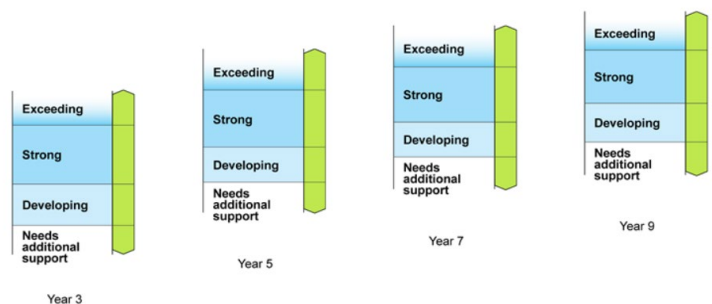 Exceeding
Strong
Developing
Needs
additional
support
Year 3
Exceeding
Strong
Developing
Needs
additional
support
Year 5
Exceeding
Strong
Developing
Needs
additional
support
Year 7
Exceeding
Strong
Developing
Needs
additional
support
Year 9